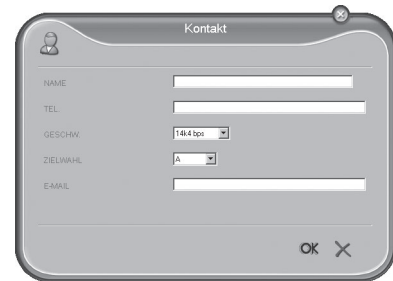 Kontakt
NAME
TEL.
GESCHW. 14k4 bps
ZIELWAHL A
E-MAIL
OK